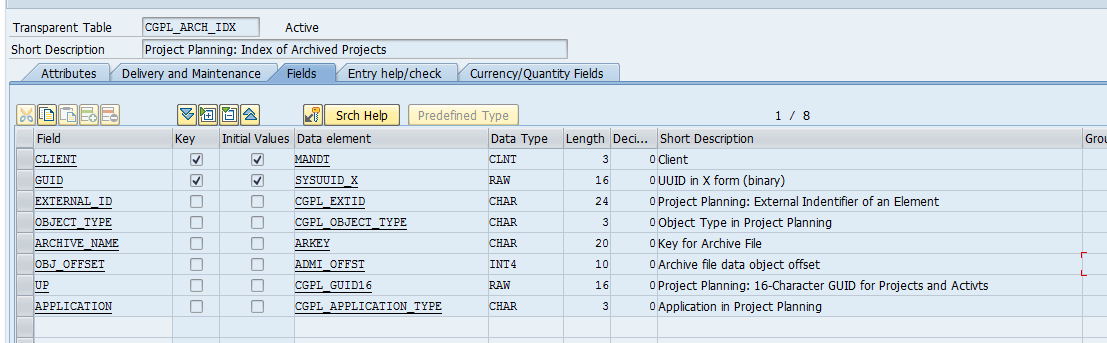 Transparent Table CGPL_ARCH_IDX Active
Short Description Project Planning: Index of Archived Projects
Attributes Delivery and Maintenance Fields Entry help/check Currency/Quantity Fields
Srch Help Predefined Type 1 / 8
Field Key Initial Values Data element Data Type Length Deci... Short Description Grou
CLIENT MANDT CLNT 3 0 Client
GUID SYSUUID_X RAW 16 0 UUID in X form (binary)
EXTERNAL_ID CGPL_EXTID CHAR 24 0 Project Planning: External Indentifier of an Element
OBJECT_TYPE CGPL_OBJECT_TYPE CHAR 3 0 Object Type in Project Planning
ARCHIVE_NAME ARKEY CHAR 20 0 Key for Archive File
OBJ_OFFSET ADMI_OFFST INT4 10 0 Archive file data object offset
UP CGPL_GUID16 RAW 16 0 Project Planning: 16-Character GUID for Projects and Activts
APPLICATION CGPL_APPLICATION_TYPE CHAR 3 0 Application in Project Planning